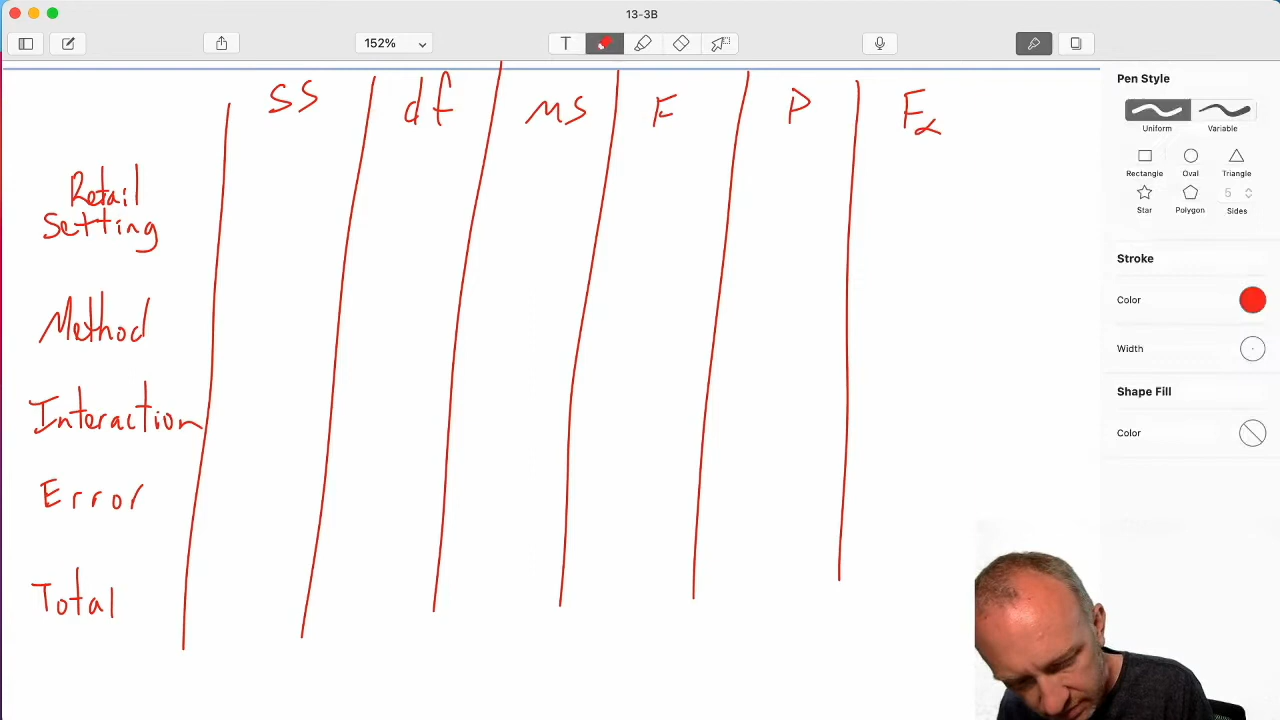 13-3B
152%
T
SS df MS F P Fα
Retail
Setting
Method
Interaction
Error
Total
Pen Style
Uniform Variable
Rectangle Oval Triangle
5
Star Polygon Sides
Stroke
Color
Width
Shape Fill
Color